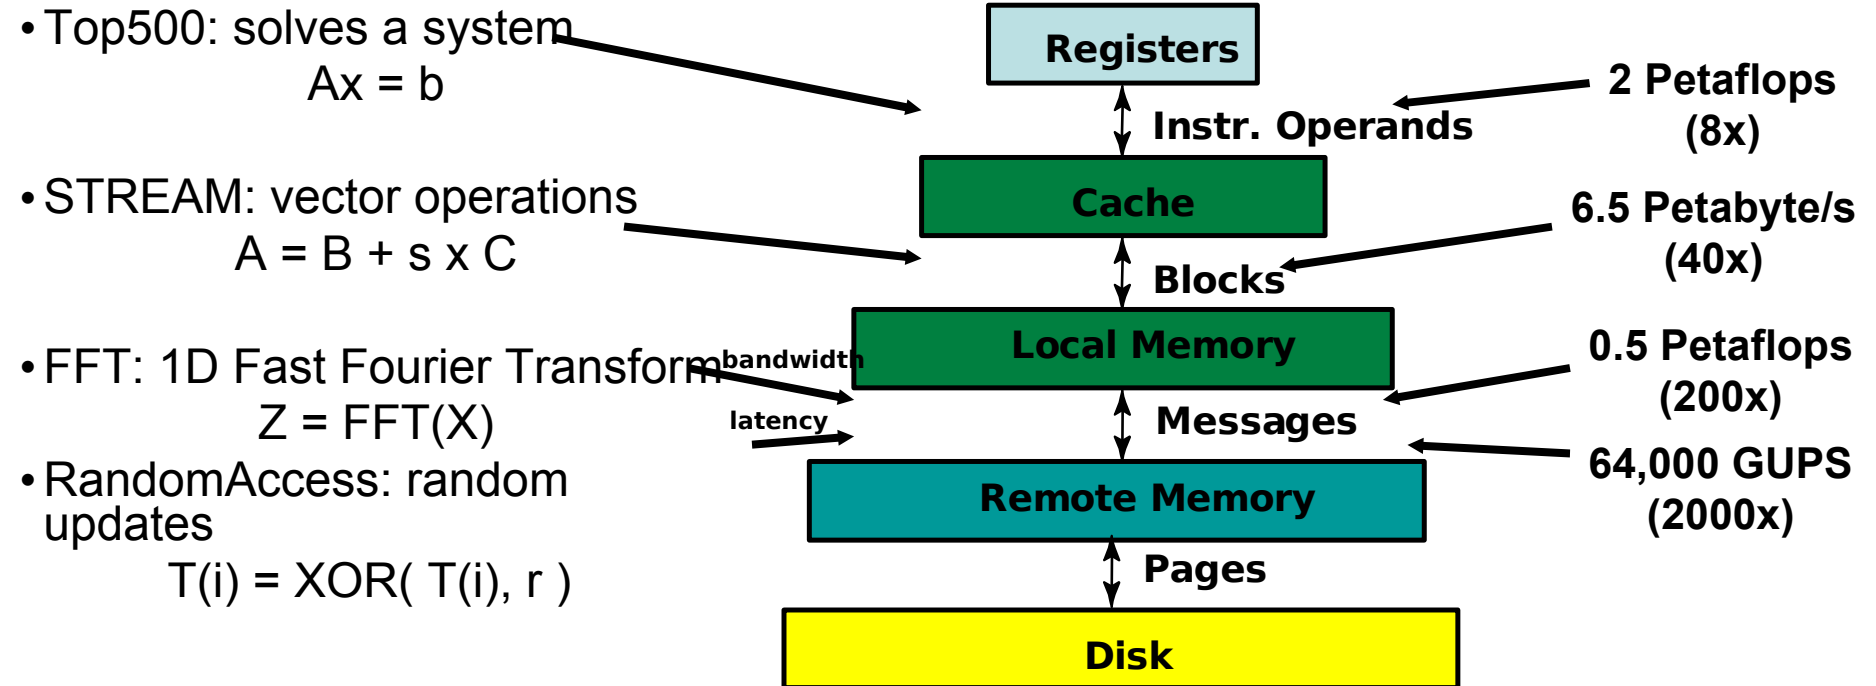 • Top500: solves a system
Ax = b
• STREAM: vector operations
A = B + s x C
• FFT: 1D Fast Fourier Transform
Z = FFT(X)
• RandomAccess: random
updates
T(i) = XOR( T(i), r )
bandwidth
latency
Registers
Instr. Operands
Cache
Blocks
Local Memory
Messages
Remote Memory
Pages
Disk
2 Petaflops
(8x)
6.5 Petabyte/s
(40x)
0.5 Petaflops
(200x)
64,000 GUPS
(2000x)